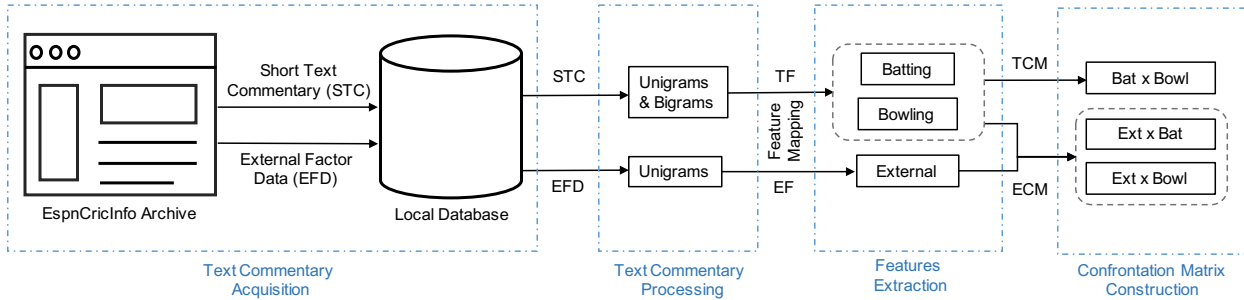 Short Text
Commentary (STC)
External Factor
Data (EFD)
EspnCricInfo Archive
Local Database
Text Commentary
Acquisition
STC
EFD
Unigrams
& Bigrams
Unigrams
Text Commentary
Processing
TF
Feature
Mapping
EF
Batting
Bowling
External
Features
Extraction
TCM
ECM
Bat x Bowl
Ext x Bat
Ext x Bowl
Confrontation Matrix
Construction